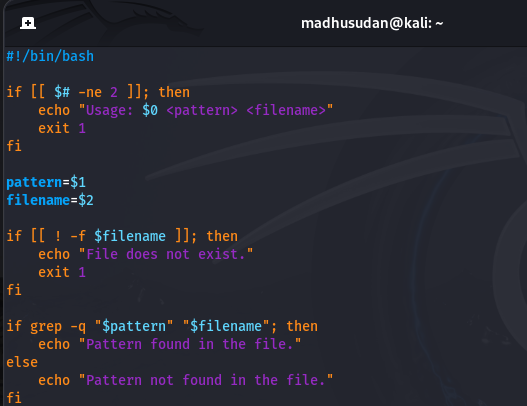 madhusudan@kali: ~
#!/bin/bash
if [[ $# -ne 2 ]]; then
    echo "Usage: $0 <pattern> <filename>"
    exit 1
fi
pattern=$1
filename=$2
if [[ ! -f $filename ]]; then
    echo "File does not exist."
    exit 1
fi
if grep -q "$pattern" "$filename"; then
    echo "Pattern found in the file."
else
    echo "Pattern not found in the file."
fi